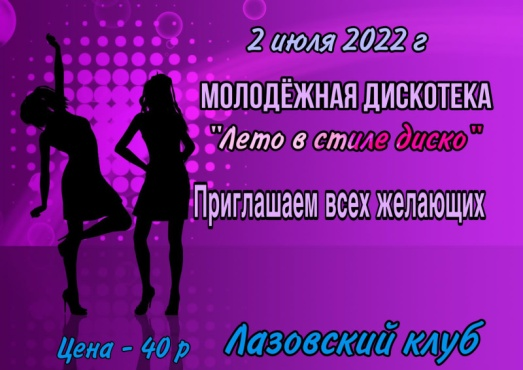 2 июля 2022 г
МОЛОДЁЖНАЯ ДИСКОТЕКА
"Лето в стиле диско"
Приглашаем всех желающих
Цена - 40 р
Лазовский клуб